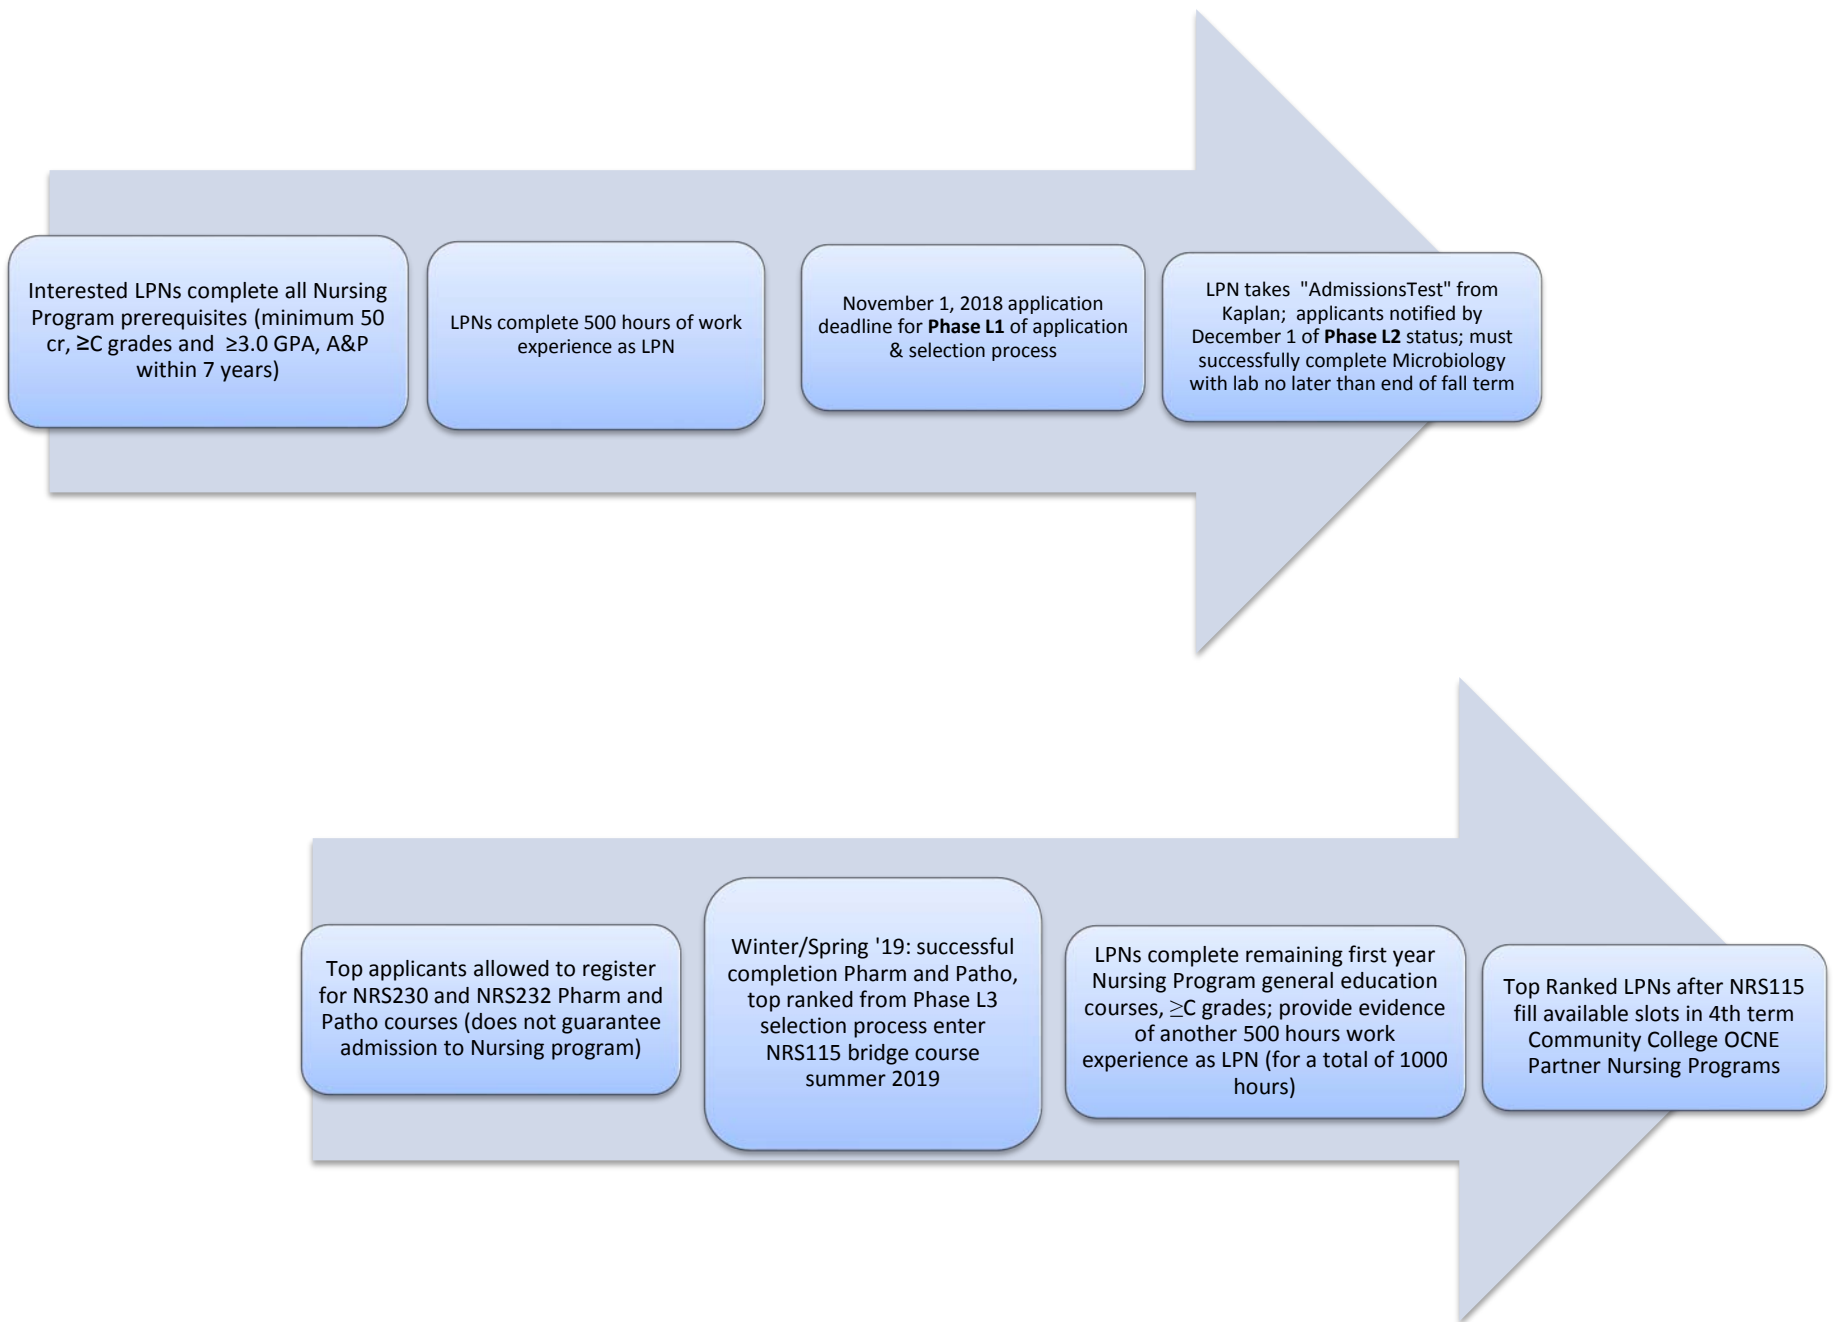 Interested LPNs complete all Nursing
Program prerequisites (minimum 50
cr, ≥C grades and ≥3.0 GPA, A&P
within 7 years)
LPNs complete 500 hours of work
experience as LPN
November 1, 2018 application
deadline for Phase L1 of application
& selection process
LPN takes "AdmissionsTest" from
Kaplan; applicants notified by
December 1 of Phase L2 status; must
successfully complete Microbiology
with lab no later than end of fall term
Top applicants allowed to register
for NRS230 and NRS232 Pharm and
Patho courses (does not guarantee
admission to Nursing program)
Winter/Spring '19: successful
completion Pharm and Patho,
top ranked from Phase L3
selection process enter
NRS115 bridge course
summer 2019
LPNs complete remaining first year
Nursing Program general education
courses, ≥C grades; provide evidence
of another 500 hours work
experience as LPN (for a total of 1000
hours)
Top Ranked LPNs after NRS115
fill available slots in 4th term
Community College OCNE
Partner Nursing Programs